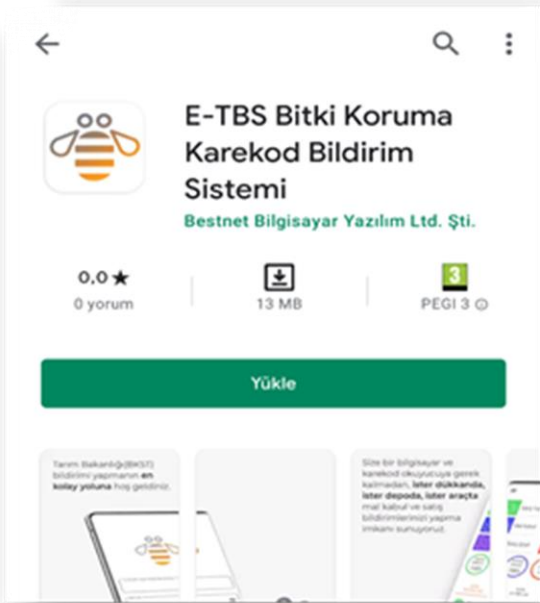 E-TBS Bitki Koruma
Karekod Bildirim
Sistemi
Bestnet Bilgisayar Yazılım Ltd. Şti.
0,0 ★
0 yorum
13 MB
3
PEGI 3
Yükle
Tarım Bakanlığı(BKST)
bildirimi yapmanın en
kolay yoluna hoş geldiniz.
Size bir bilgisayar ve
karekod okuyucuya gerek
kalmadan, ister dükkanda,
ister depoda, ister araçta
mal kabul ve satış
bildirimlerinizi yapma
imkanı sunuyoruz.